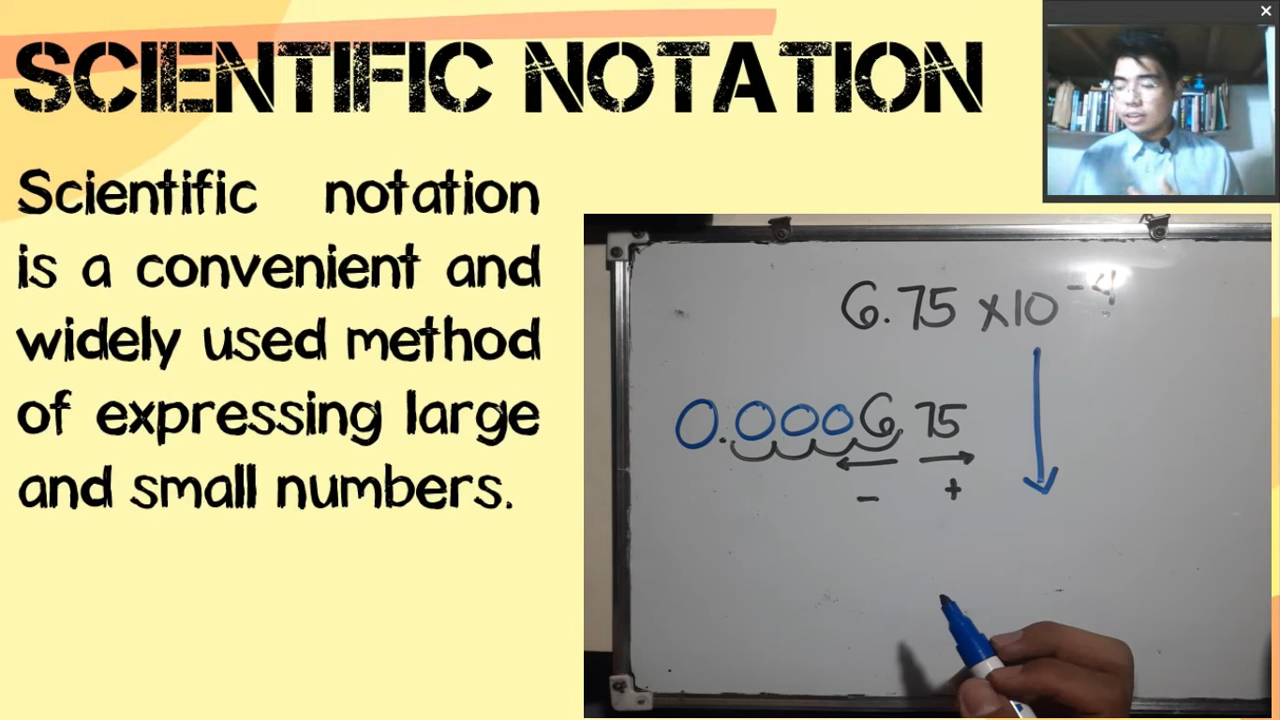 SCIENTIFIC NOTATION
Scientific notation
is a convenient and
widely used method
of expressing large
and small numbers.
6.75 x10⁻⁴
0.0006.75
- +